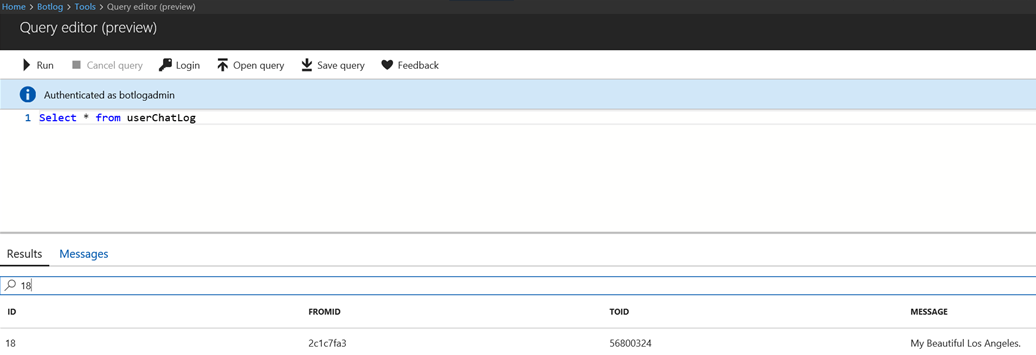 Home > Botlog > Tools > Query editor (preview)
Query editor (preview)
Run Cancel query Login Open query Save query Feedback
Authenticated as botlogadmin
1 Select * from userChatLog
Results Messages
18
ID FROMID TOID MESSAGE
18 2c1c7fa3 56800324 My Beautiful Los Angeles.